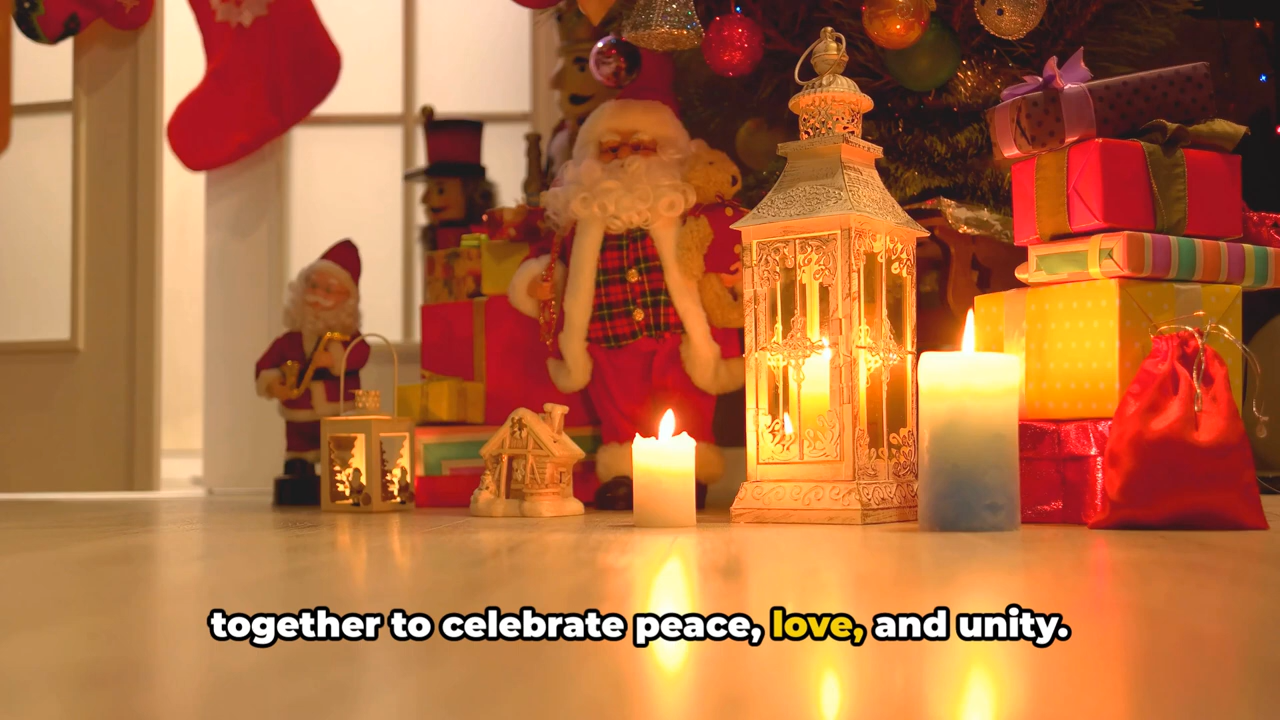 together to celebrate peace, love, and unity.